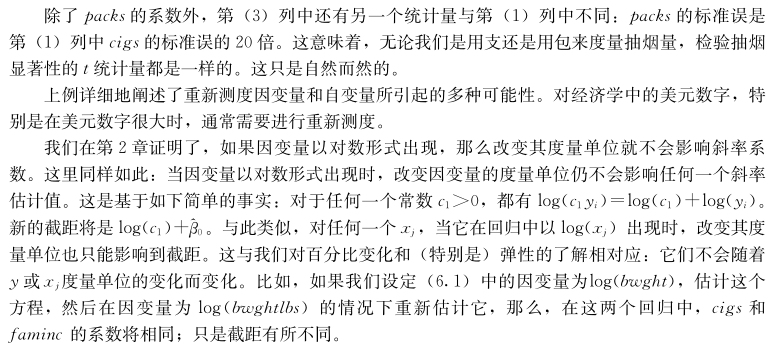 除了 packs 的系数外，第（3）列中还有另一个统计量与第（1）列中不同：packs 的标准误是
第（1）列中 cigs 的标准误的 20 倍。这意味着，无论我们是用支还是用包来度量抽烟量，检验抽烟
显著性的 t 统计量都是一样的。这只是自然而然的。
上例详细地阐述了重新测度因变量和自变量所引起的多种可能性。对经济学中的美元数字，特
别是在美元数字很大时，通常需要进行重新测度。
我们在第 2 章证明了，如果因变量以对数形式出现，那么改变其度量单位就不会影响斜率系
数。这里同样如此：当因变量以对数形式出现时，改变因变量的度量单位仍不会影响任何一个斜率
估计值。这是基于如下简单的事实：对于任何一个常数 c₁>0，都有 log(c₁yᵢ)=log(c₁)+log(yᵢ)。
新的截距将是 log(c₁)+β̂₀。与此类似，对任何一个 xⱼ，当它在回归中以 log(xⱼ) 出现时，改变其度
量单位也只能影响到截距。这与我们对百分比变化和（特别是）弹性的了解相对应：它们不会随着
y 或 xⱼ 度量单位的变化而变化。比如，如果我们设定（6.1）中的因变量为log(bwght)，估计这个
方程，然后在因变量为 log(bwghtlbs) 的情况下重新估计它，那么，在这两个回归中，cigs 和
faminc 的系数将相同；只是截距有所不同。